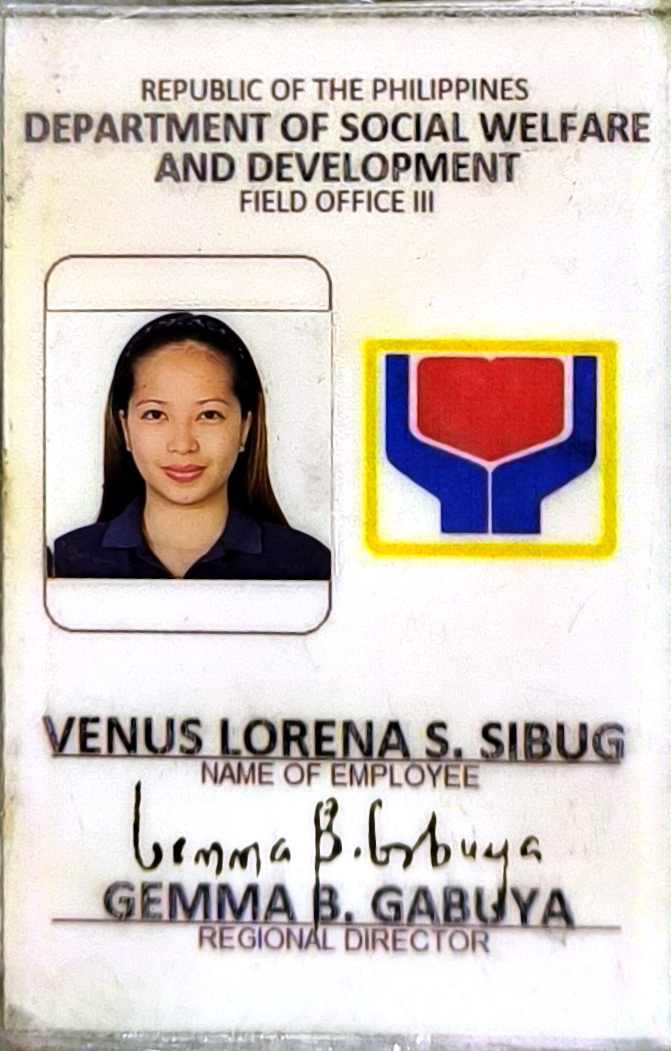 REPUBLIC OF THE PHILIPPINES
DEPARTMENT OF SOCIAL WELFARE
AND DEVELOPMENT
FIELD OFFICE III
VENUS LORENA S. SIBUG
NAME OF EMPLOYEE
Gemma B. Gabuya
GEMMA B. GABUYA
REGIONAL DIRECTOR